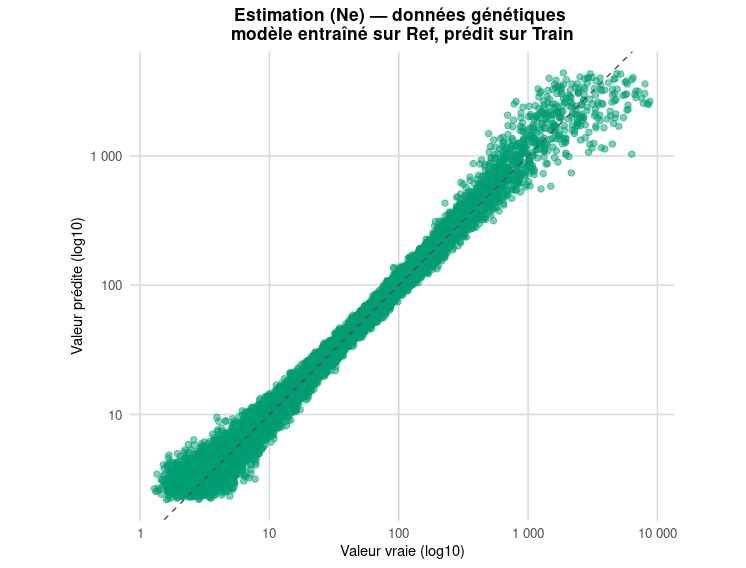 Estimation (Ne) — données génétiques
modèle entraîné sur Ref, prédit sur Train
Valeur prédite (log10)
1 000
100
10
1
10
100
1 000
10 000
Valeur vraie (log10)